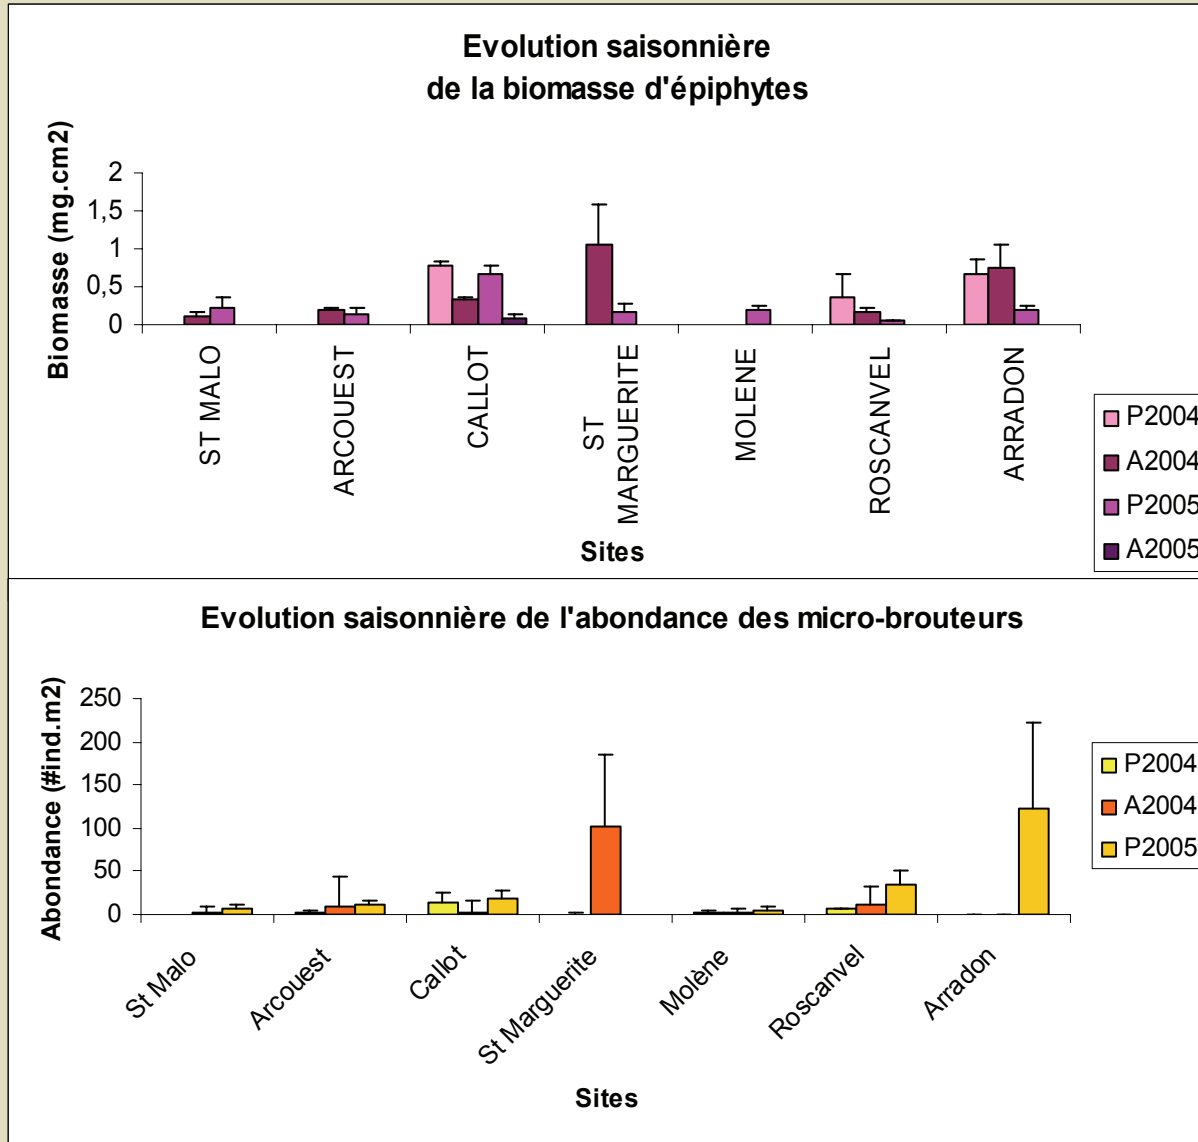 Evolution saisonnière
de la biomasse d'épiphytes
Biomasse (mg.cm2)
2
1,5
1
0,5
0
ST MALO
ARCOUEST
CALLOT
ST
MARGUERITE
MOLENE
ROSCANVEL
ARRADON
Sites
P2004
A2004
P2005
A2005
Evolution saisonnière de l'abondance des micro-brouteurs
Abondance (#ind.m2)
250
200
150
100
50
0
St Malo
Arcouest
Callot
St Marguerite
Molène
Roscanvel
Arradon
Sites
P2004
A2004
P2005